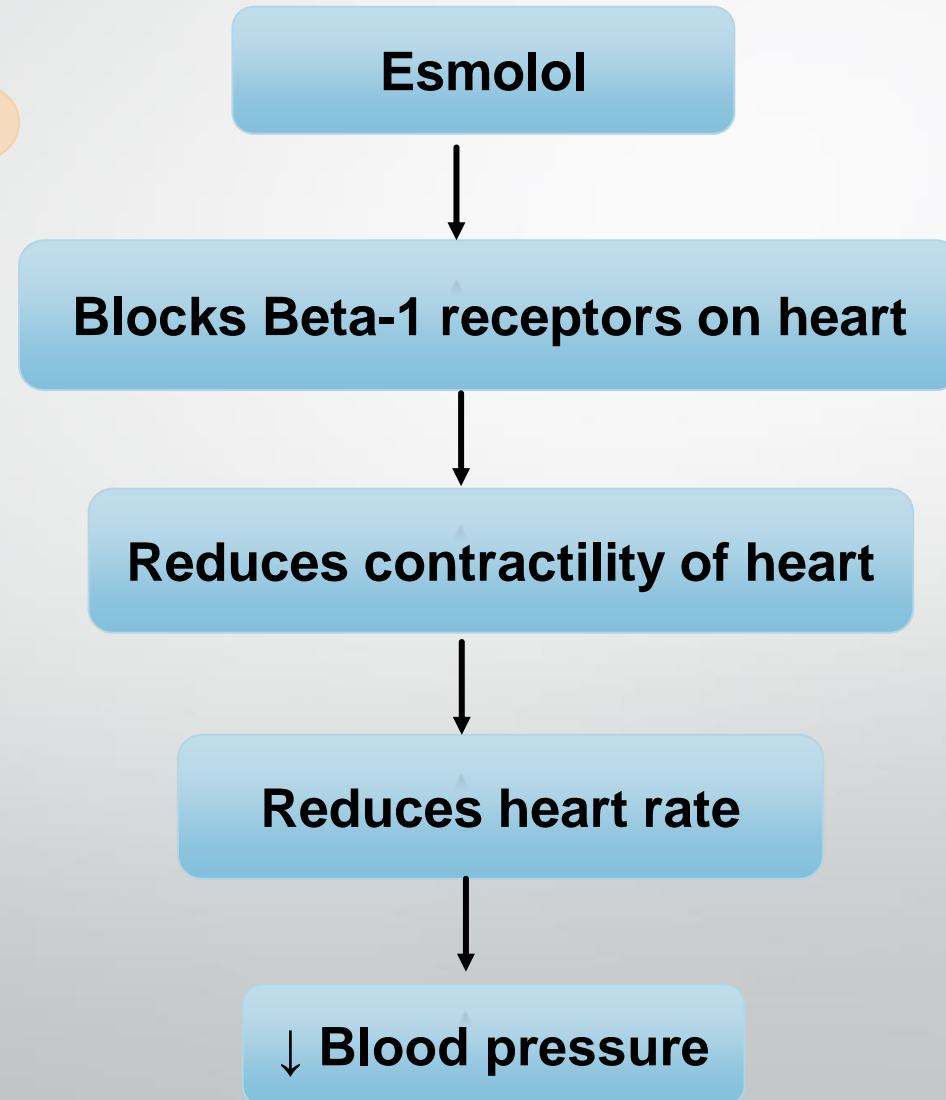 Esmolol
Blocks Beta-1 receptors on heart
Reduces contractility of heart
Reduces heart rate
↓ Blood pressure